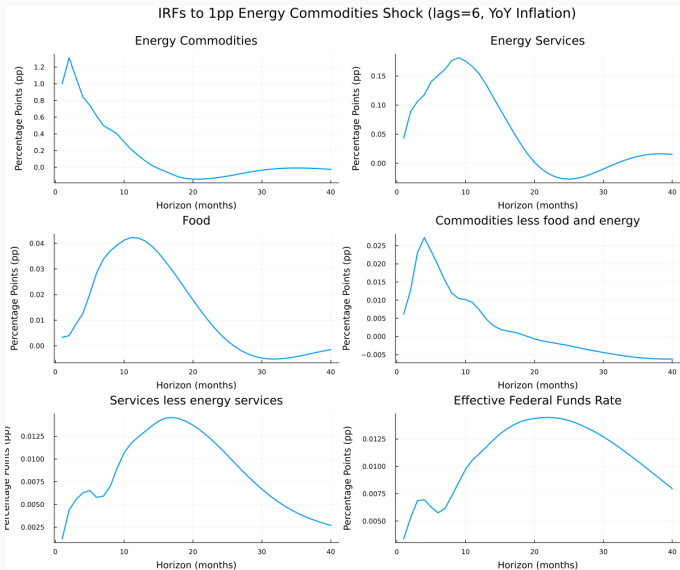 IRFs to 1pp Energy Commodities Shock (lags=6, YoY Inflation)
Energy Commodities
Percentage Points (pp)
1.2
1.0
0.8
0.6
0.4
0.2
0.0
0 10 20 30 40
Horizon (months)
Energy Services
Percentage Points (pp)
0.15
0.10
0.05
0.00
0 10 20 30 40
Horizon (months)
Food
Percentage Points (pp)
0.04
0.03
0.02
0.01
0.00
0 10 20 30 40
Horizon (months)
Commodities less food and energy
Percentage Points (pp)
0.025
0.020
0.015
0.010
0.005
0.000
−0.005
0 10 20 30 40
Horizon (months)
Services less energy services
Percentage Points (pp)
0.0125
0.0100
0.0075
0.0050
0.0025
0 10 20 30 40
Horizon (months)
Effective Federal Funds Rate
Percentage Points (pp)
0.0125
0.0100
0.0075
0.0050
0 10 20 30 40
Horizon (months)